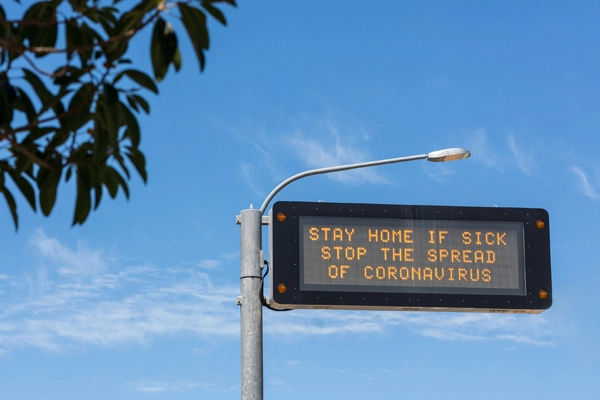 STAY HOME IF SICK
STOP THE SPREAD
OF CORONAVIRUS